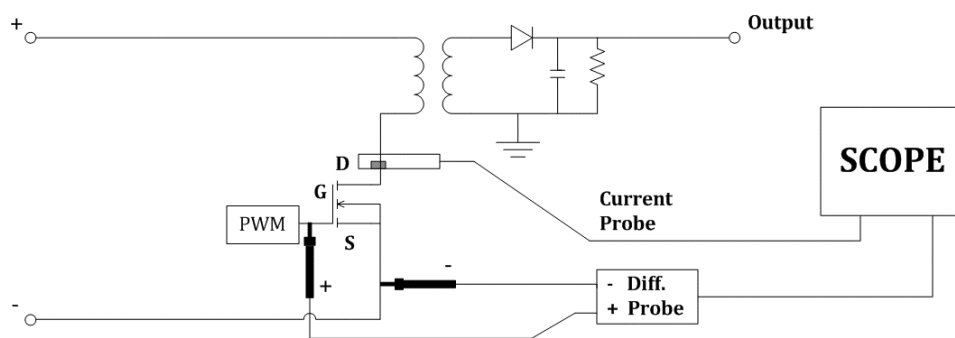 +
Output
D
SCOPE
G
Current
Probe
PWM
S
-
+
- Diff.
+ Probe
-